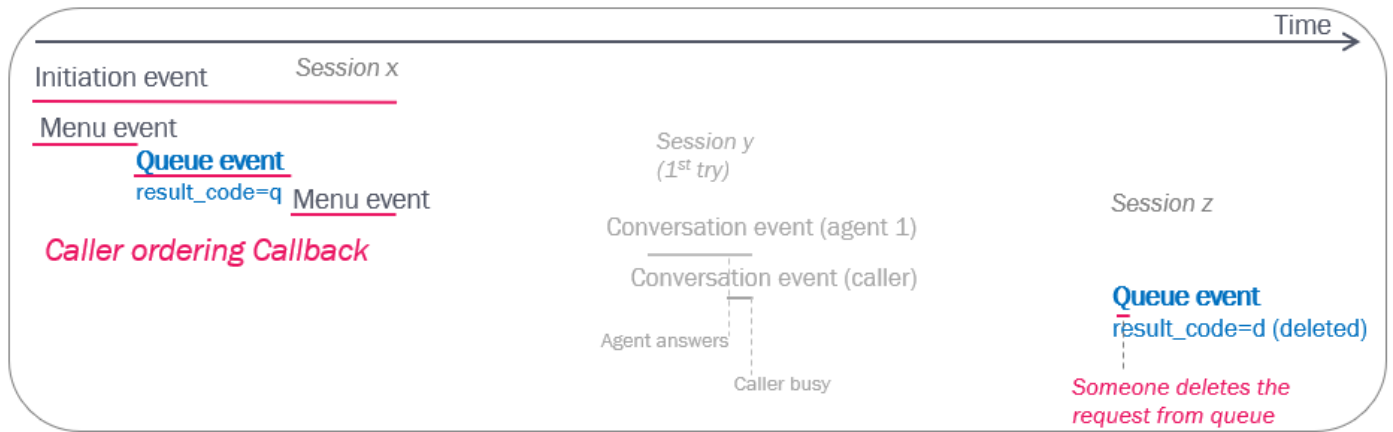 Time
Initiation event
Session x
Menu event
Queue event
result_code=q
Menu event
Caller ordering Callback
Session y
(1st try)
Conversation event (agent 1)
Conversation event (caller)
Agent answers
Caller busy
Session z
Queue event
result_code=d (deleted)
Someone deletes the
request from queue